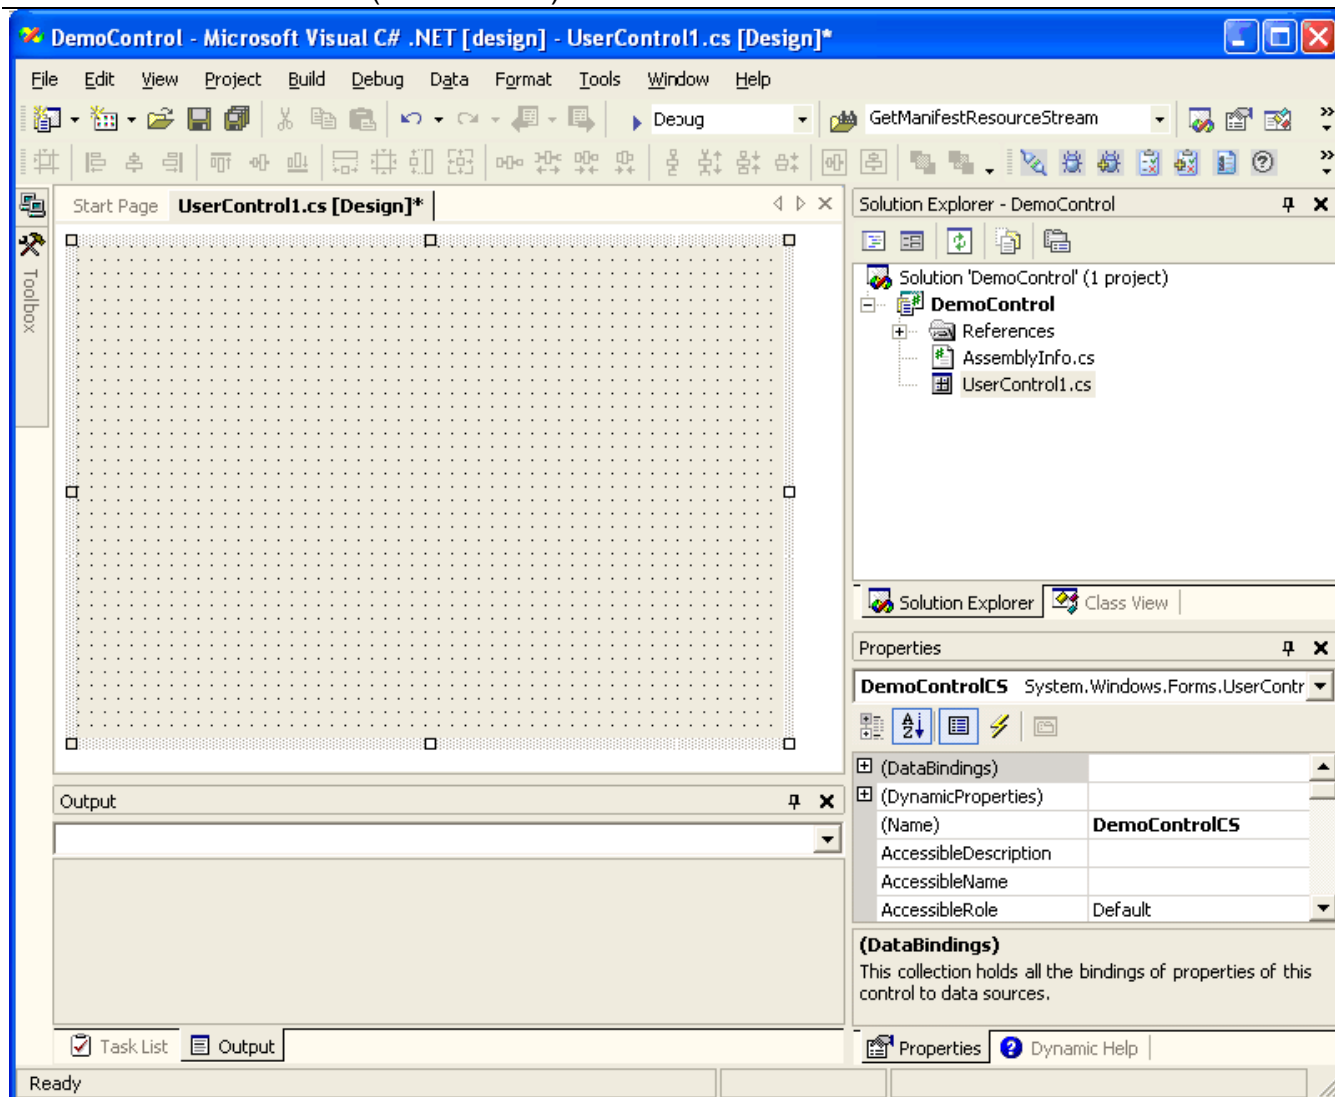 DemoControl - Microsoft Visual C# .NET [design] - UserControl1.cs [Design]*
File Edit View Project Build Debug Data Format Tools Window Help
Debug GetManifestResourceStream
Start Page UserControl1.cs [Design]*
Toolbox
Solution Explorer - DemoControl
Solution 'DemoControl' (1 project)
DemoControl
References
AssemblyInfo.cs
UserControl1.cs
Solution Explorer Class View
Properties
DemoControlCS System.Windows.Forms.UserContr
(DataBindings)
(DynamicProperties)
(Name) DemoControlCS
AccessibleDescription
AccessibleName
AccessibleRole Default
(DataBindings)
This collection holds all the bindings of properties of this
control to data sources.
Properties Dynamic Help
Output
Task List Output
Ready